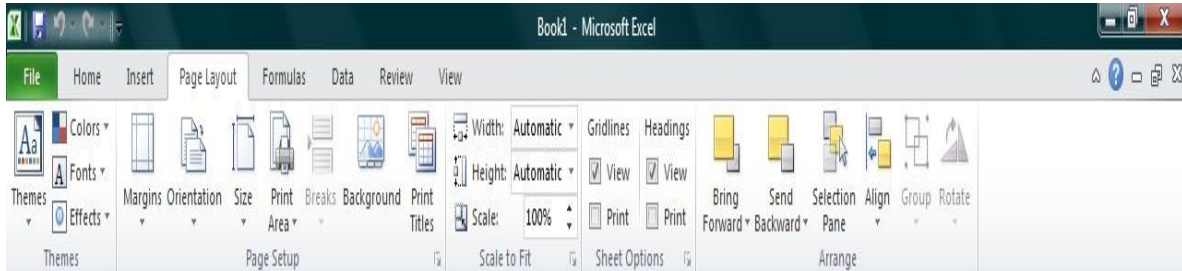 Book1 - Microsoft Excel
File Home Insert Page Layout Formulas Data Review View
Themes
Colors
Fonts
Effects
Themes
Margins Orientation Size Print Area Breaks Background Print Titles
Page Setup
Width: Automatic
Height: Automatic
Scale: 100%
Scale to Fit
Gridlines Headings
View View
Print Print
Sheet Options
Bring Forward Send Backward Selection Pane Align Group Rotate
Arrange